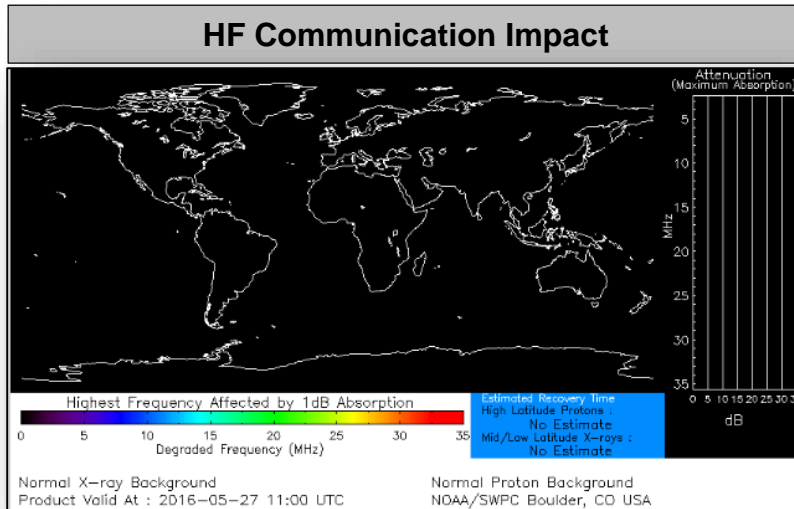 HF Communication Impact
Attenuation
(Maximum Absorption)
5
10
15
20
25
30
35
MHz
0 5 10 15 20 25 30
dB
Highest Frequency Affected by 1dB Absorption
0 5 10 15 20 25 30 35
Degraded Frequency (MHz)
Estimated Recovery Time
High Latitude Protons :
No Estimate
Mid/Low Latitude X-rays :
No Estimate
Normal X-ray Background
Normal Proton Background
Product Valid At : 2016-05-27 11:00 UTC
NOAA/SWPC Boulder, CO USA